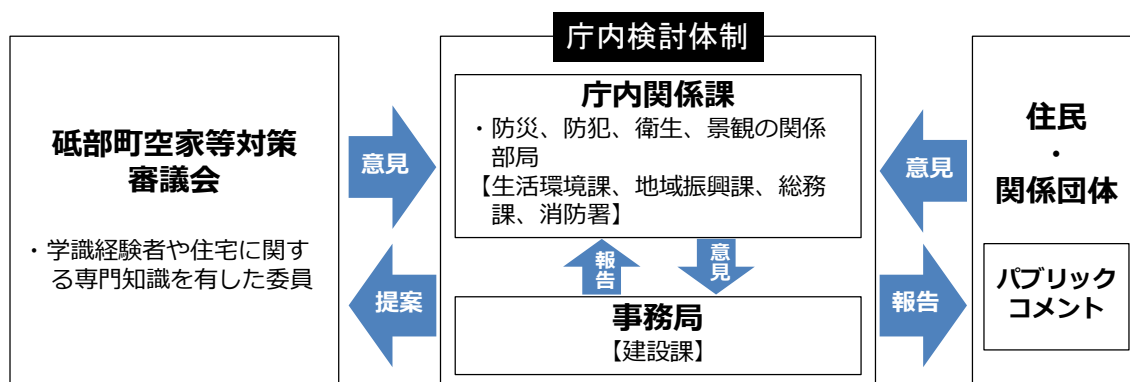 庁内検討体制
砥部町空家等対策
審議会
・学識経験者や住宅に関す
る専門知識を有した委員
意見
提案
庁内関係課
・防災、防犯、衛生、景観の関係
部局
【生活環境課、地域振興課、総務
課、消防署】
報告
意見
事務局
【建設課】
意見
報告
住民
・
関係団体
パブリック
コメント